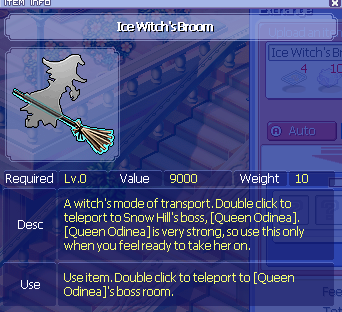 ITEM INFO
Ice Witch's Broom
Ice Witch's B
4
10
Auto
Required Lv.0 Value 9000 Weight 10
Desc
A witch's mode of transport. Double click to
teleport to Snow Hill's boss, [Queen Odinea].
[Queen Odinea] is very strong, so use this only
when you feel ready to take her on.
Use
Use item. Double click to teleport to [Queen
Odinea]'s boss room.
Fee